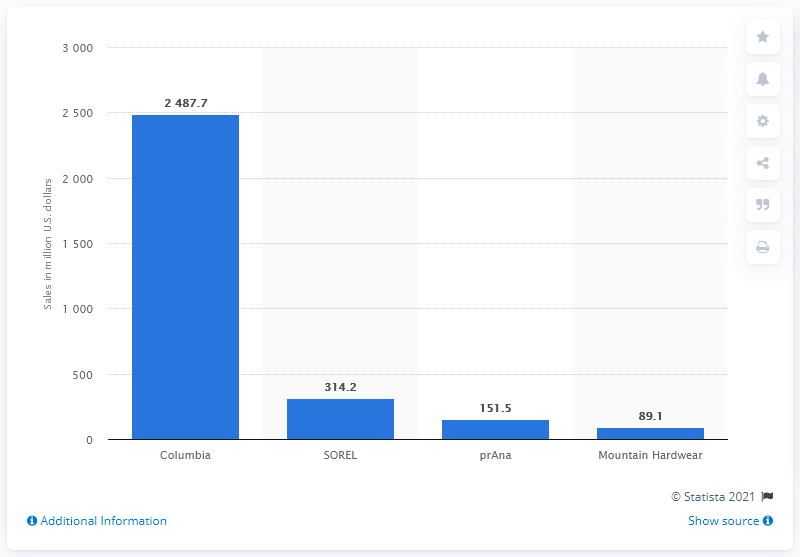 3 000
2 500
2 000
1 500
1 000
500
0
Sales in million U.S. dollars
2 487.7
314.2
151.5
89.1
Columbia
SOREL
prAna
Mountain Hardwear
© Statista 2021
Additional Information
Show source